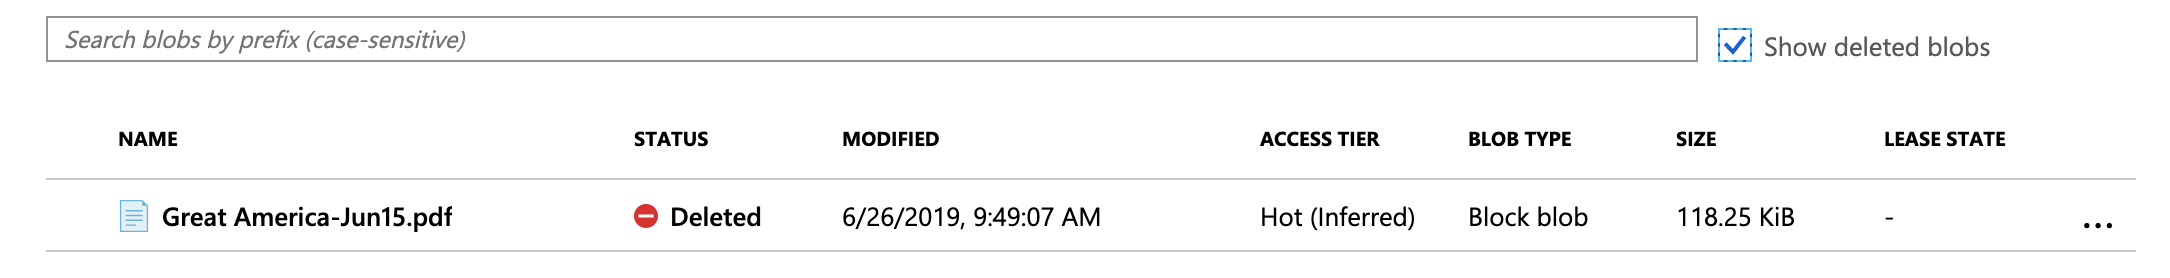 Search blobs by prefix (case-sensitive) Show deleted blobs
NAME STATUS MODIFIED ACCESS TIER BLOB TYPE SIZE LEASE STATE
Great America-Jun15.pdf Deleted 6/26/2019, 9:49:07 AM Hot (Inferred) Block blob 118.25 KiB - ...